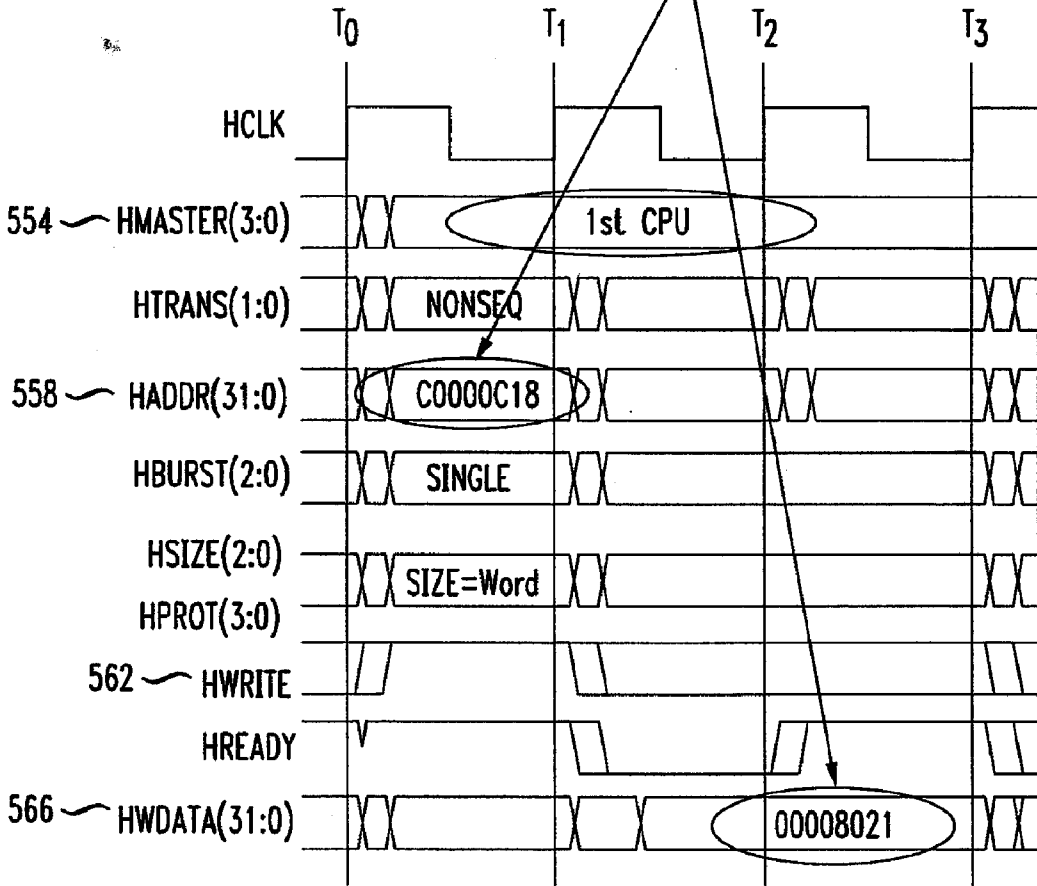 T0 T1 T2 T3
HCLK
554 HMASTER(3:0) 1st CPU
HTRANS(1:0) NONSEQ
558 HADDR(31:0) C0000C18
HBURST(2:0) SINGLE
HSIZE(2:0)
SIZE=Word
HPROT(3:0)
562 HWRITE
HREADY
566 HWDATA(31:0) 00008021